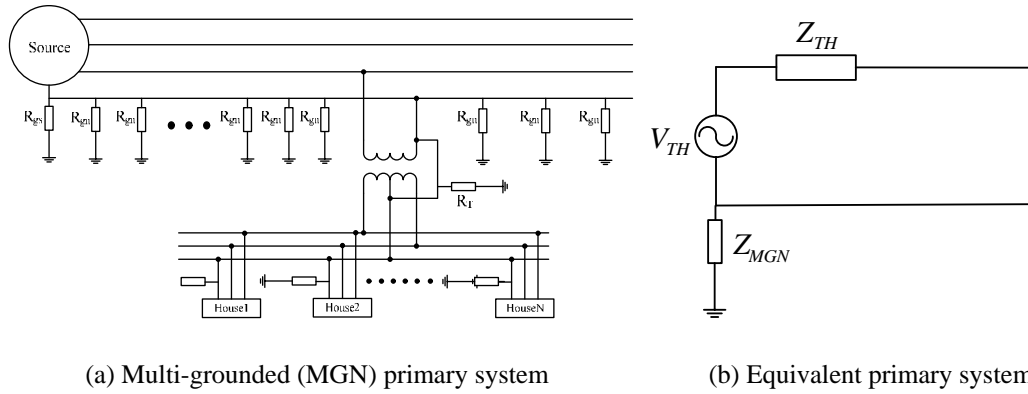 Source
R_gs R_gn R_gn R_gn R_gn R_gn R_gn R_gn R_gn
R_T
House1 House2 HouseN
Z_TH
V_TH
Z_MGN
(a) Multi-grounded (MGN) primary system
(b) Equivalent primary system